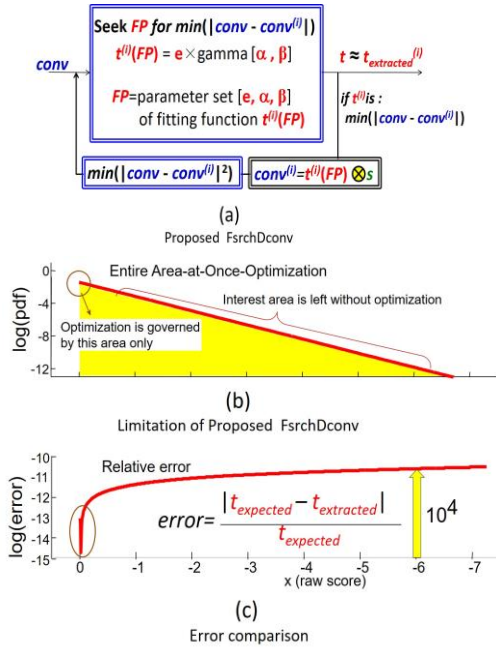 Seek FP for min(|conv - conv⁽ⁱ⁾|)
t⁽ⁱ⁾(FP) = e×gamma [α , β]
conv
t ≈ t extracted⁽ⁱ⁾
FP=parameter set [e, α, β]
of fitting function t⁽ⁱ⁾(FP)
if t⁽ⁱ⁾is :
min(|conv - conv⁽ⁱ⁾|)
min(|conv - conv⁽ⁱ⁾|²)
conv⁽ⁱ⁾=t⁽ⁱ⁾(FP) ⊗s
(a)
Proposed FsrchDconv
0
-4
-8
-12
log(pdf)
Entire Area-at-Once-Optimization
Interest area is left without optimization
Optimization is governed
by this area only
(b)
Limitation of Proposed FsrchDconv
-10
-11
-12
-13
-14
-15
log(error)
Relative error
error= |t expected − t extracted| / t expected
10⁴
0 -1 -2 -3 -4 -5 -6 -7
x (raw score)
(c)
Error comparison